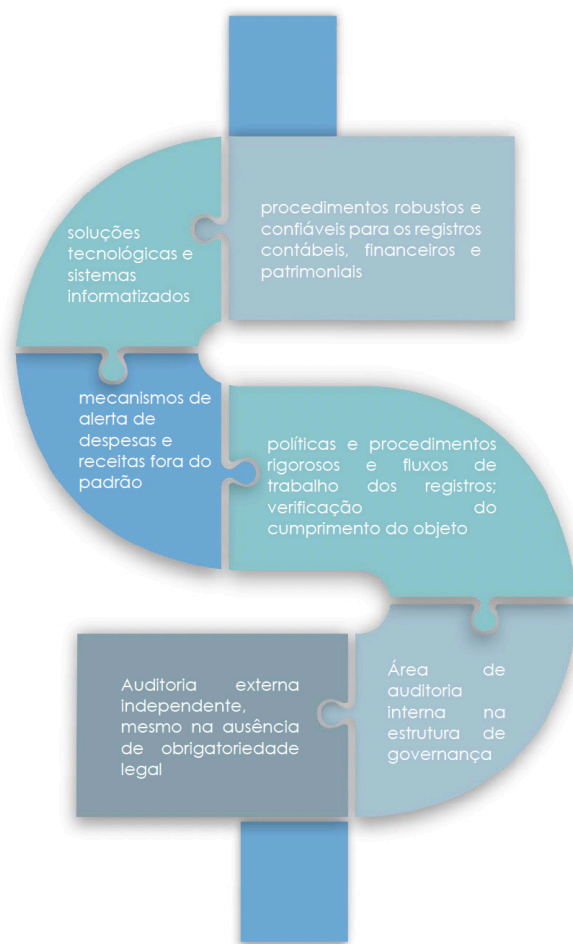 procedimentos robustos e
confiáveis para os registros
contábeis, financeiros e
patrimoniais
soluções
tecnológicas e
sistemas
informatizados
mecanismos de
alerta de
despesas e
receitas fora do
padrão
políticas e procedimentos
rigorosos e fluxos de
trabalho dos registros;
verificação do
cumprimento do objeto
Área de
auditoria
interna na
estrutura de
governança
Auditoria externa
independente,
mesmo na ausência
de obrigatoriedade
legal